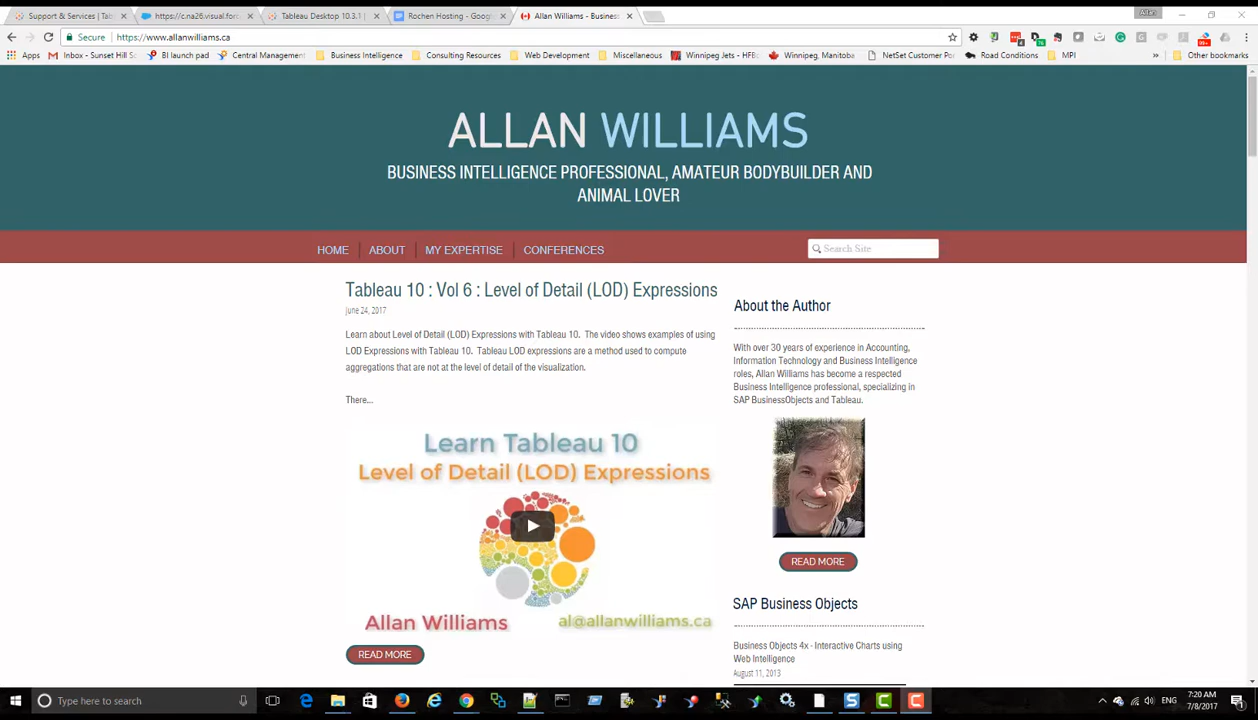 Support & Services | Tab
https://c.na26.visual.forc
Tableau Desktop 10.3.1 |
Rochen Hosting - Goog
Allan Williams - Busines
Allan
Secure
https://www.allanwilliams.ca
Apps
Inbox - Sunset Hill S
BI launch pad
Central Management
Business Intelligence
Consulting Resources
Web Development
Miscellaneous
Winnipeg Jets - HFBo
Winnipeg, Manitoba
NetSet Customer Po
Road Conditions
MPI
»
Other bookmarks
ALLAN WILLIAMS
BUSINESS INTELLIGENCE PROFESSIONAL, AMATEUR BODYBUILDER AND
ANIMAL LOVER
HOME
ABOUT
MY EXPERTISE
CONFERENCES
Search Site
Tableau 10 : Vol 6 : Level of Detail (LOD) Expressions
June 24, 2017
Learn about Level of Detail (LOD) Expressions with Tableau 10. The video shows examples of using
LOD Expressions with Tableau 10. Tableau LOD expressions are a method used to compute
aggregations that are not at the level of detail of the visualization.
There...
Learn Tableau 10
Level of Detail (LOD) Expressions
Allan Williams
al@allanwilliams.ca
READ MORE
About the Author
With over 30 years of experience in Accounting,
Information Technology and Business Intelligence
roles, Allan Williams has become a respected
Business Intelligence professional, specializing in
SAP BusinessObjects and Tableau.
READ MORE
SAP Business Objects
Business Objects 4x - Interactive Charts using
Web Intelligence
August 11, 2013
Type here to search
ENG
7:20 AM
7/8/2017